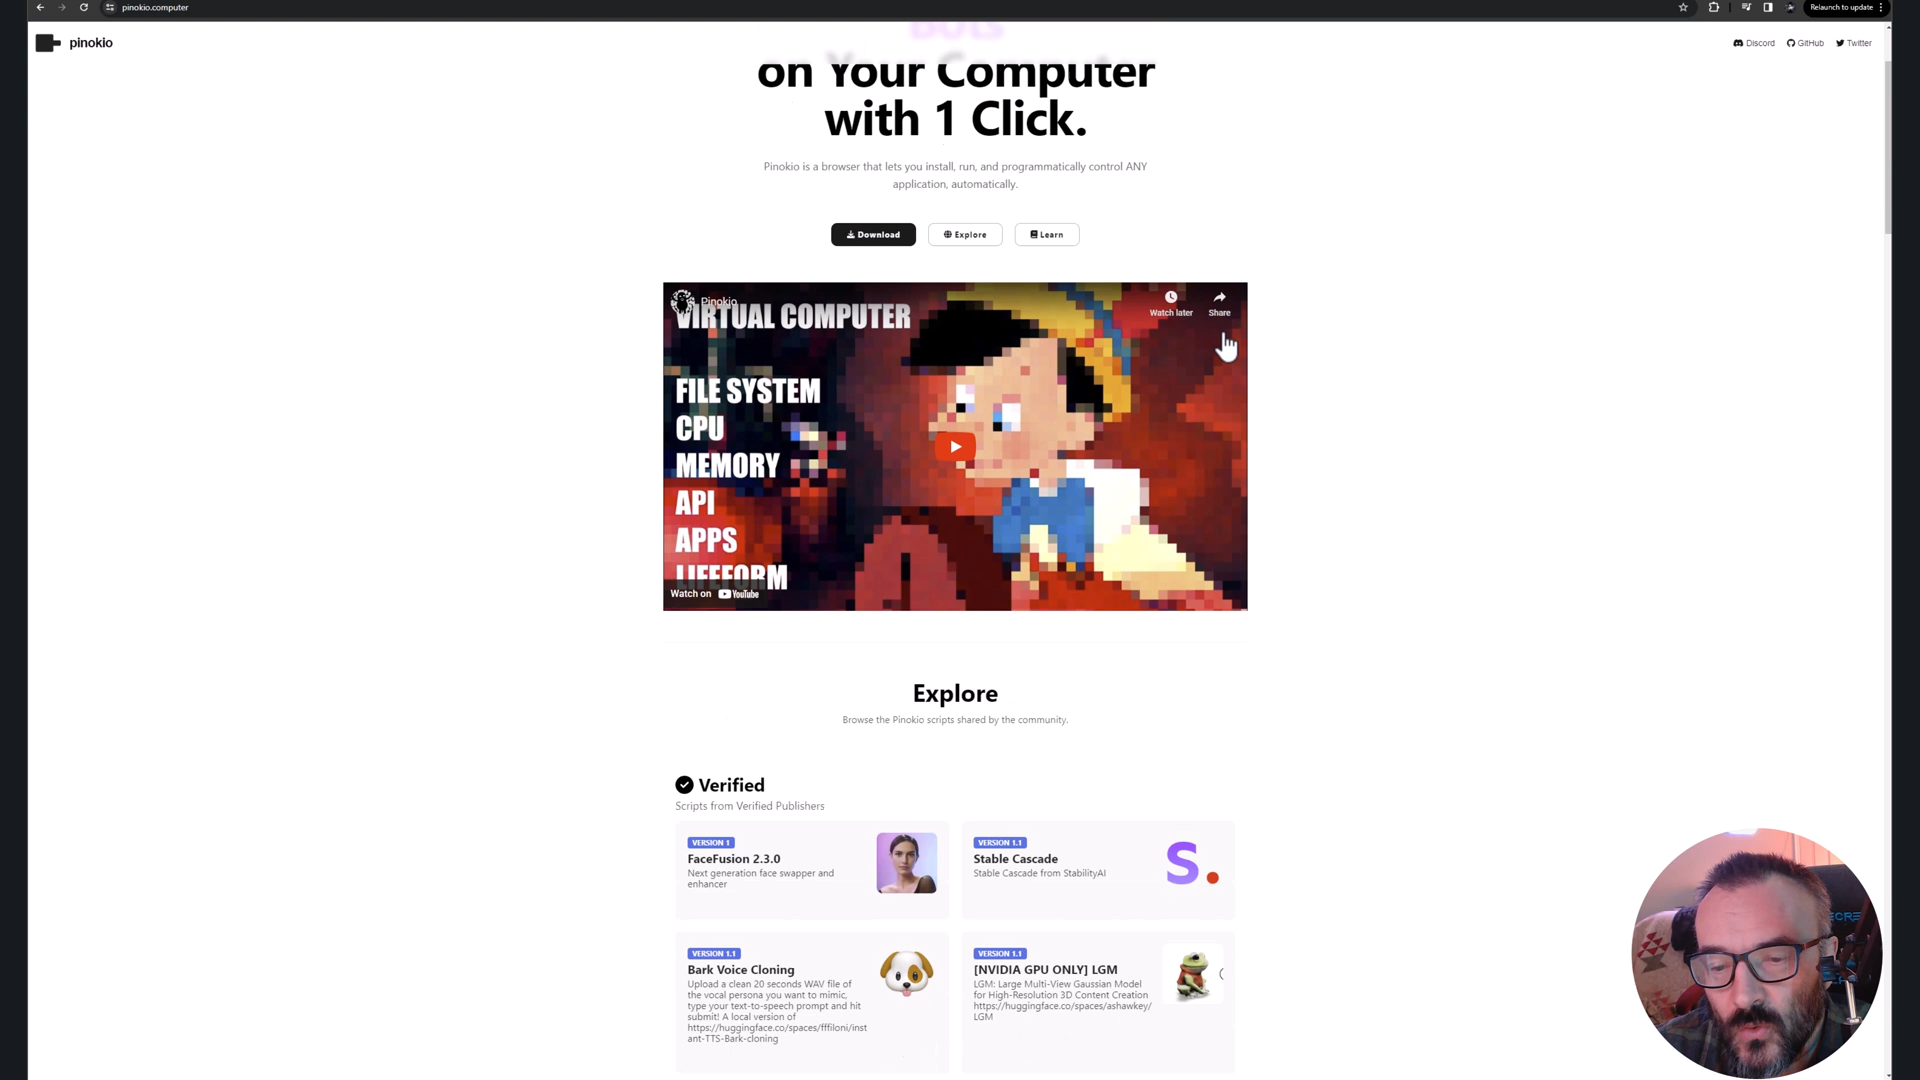 pinokio.computer
Relaunch to update
pinokio
Discord
GitHub
Twitter
on Your Computer
with 1 Click.
Pinokio is a browser that lets you install, run, and programmatically control ANY
application, automatically.
Download
Explore
Learn
Pinokio
VIRTUAL COMPUTER
Watch later
Share
FILE SYSTEM
CPU
MEMORY
API
APPS
LIFEFORM
Watch on YouTube
Explore
Browse the Pinokio scripts shared by the community.
Verified
Scripts from Verified Publishers
VERSION 1
FaceFusion 2.3.0
Next generation face swapper and
enhancer
VERSION 1.1
Stable Cascade
Stable Cascade from StabilityAI
S.
VERSION 1.1
Bark Voice Cloning
Upload a clean 20 seconds WAV file of
the vocal persona you want to mimic,
type your text-to-speech prompt and hit
submit! A local version of
https://huggingface.co/spaces/fffiloni/inst
ant-TTS-Bark-cloning
VERSION 1.1
[NVIDIA GPU ONLY] LGM
LGM: Large Multi-View Gaussian Model
for High-Resolution 3D Content Creation
https://huggingface.co/spaces/ashawkey/
LGM